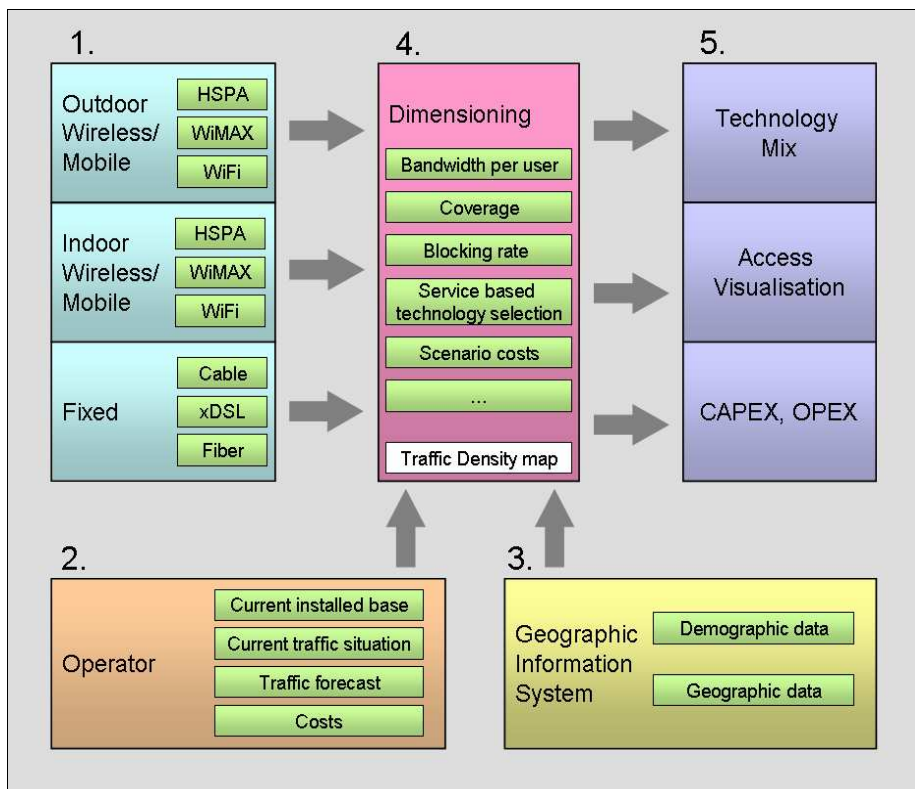 1.
Outdoor
Wireless/
Mobile
HSPA
WiMAX
WiFi
Indoor
Wireless/
Mobile
HSPA
WiMAX
WiFi
Fixed
Cable
xDSL
Fiber
4.
Dimensioning
Bandwidth per user
Coverage
Blocking rate
Service based
technology selection
Scenario costs
...
Traffic Density map
5.
Technology
Mix
Access
Visualisation
CAPEX, OPEX
2.
Operator
Current installed base
Current traffic situation
Traffic forecast
Costs
3.
Geographic
Information
System
Demographic data
Geographic data